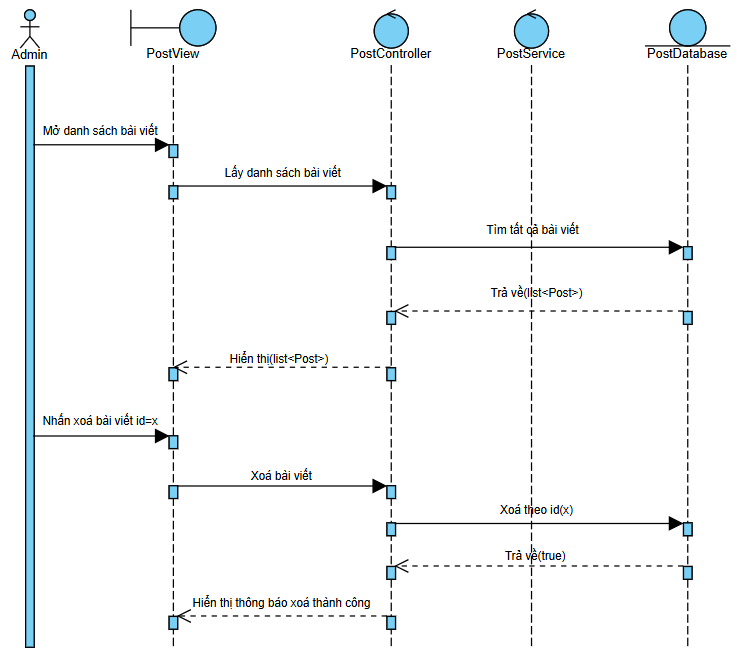 Admin
PostView
PostController
PostService
PostDatabase
Mở danh sách bài viết
Lấy danh sách bài viết
Tìm tất cả bài viết
Trả về(list<Post>)
Hiển thị(list<Post>)
Nhấn xoá bài viết id=x
Xoá bài viết
Xoá theo id(x)
Trả về(true)
Hiển thị thông báo xoá thành công